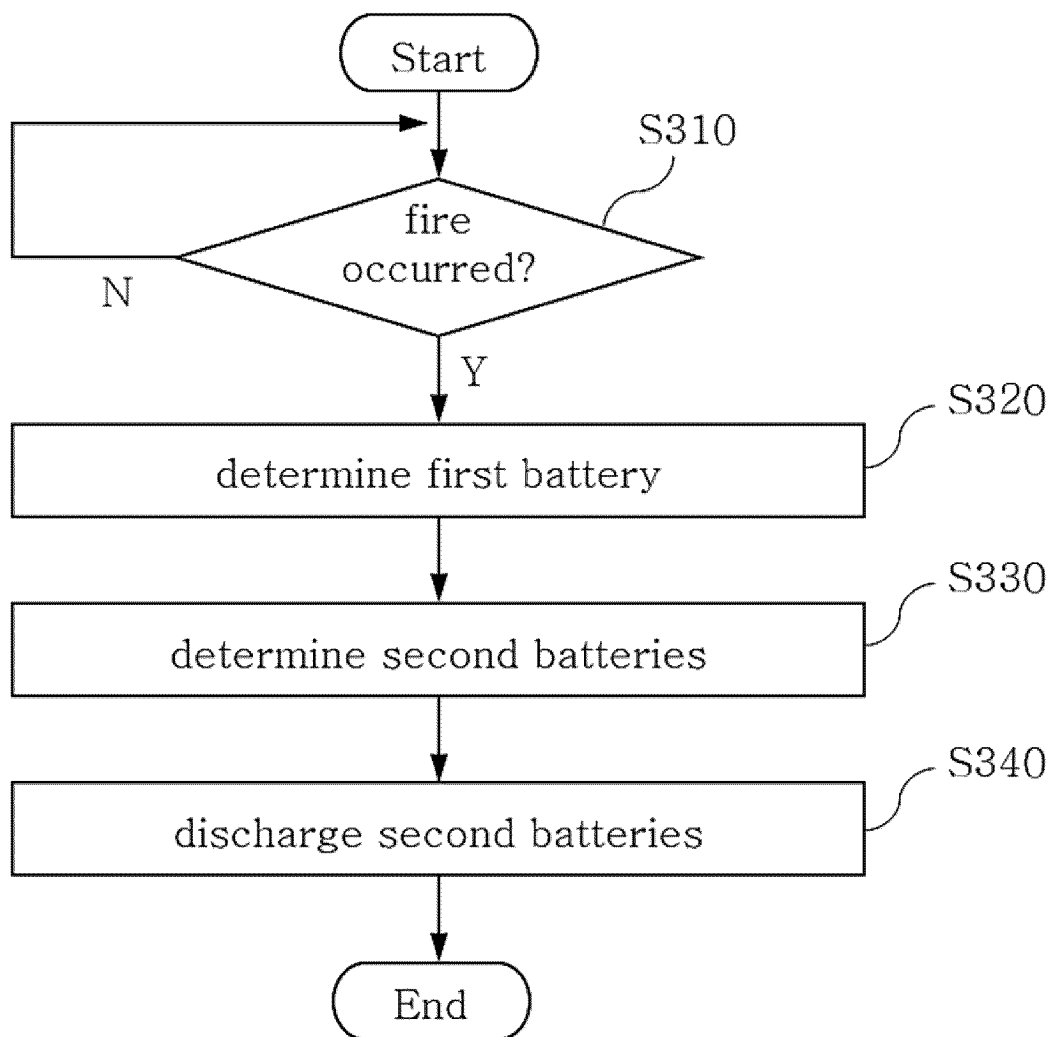 Start
S310
fire
occurred?
N
Y
S320
determine first battery
S330
determine second batteries
S340
discharge second batteries
End